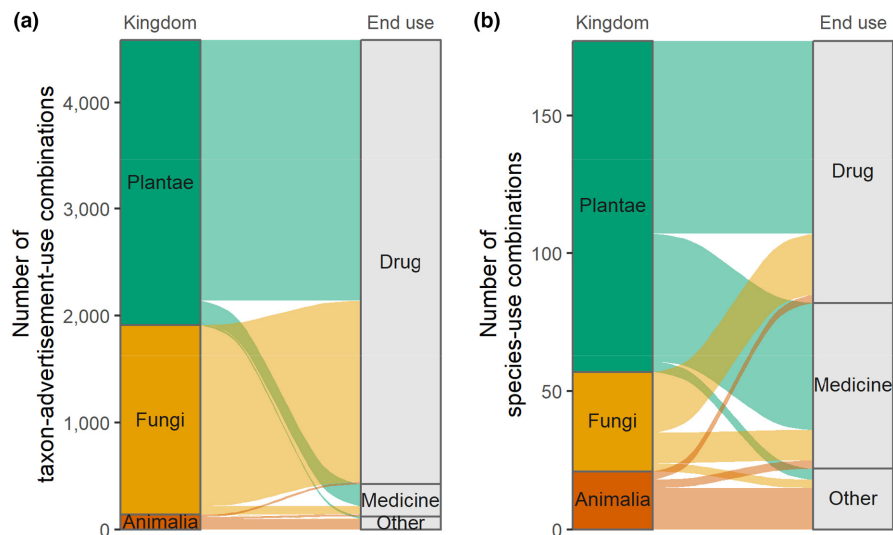 (a)
Kingdom
End use
Number of
taxon-advertisement-use combinations
4,000
3,000
2,000
1,000
0
Plantae
Fungi
Animalia
Drug
Medicine
Other
(b)
Kingdom
End use
Number of
species-use combinations
150
100
50
0
Plantae
Fungi
Animalia
Drug
Medicine
Other